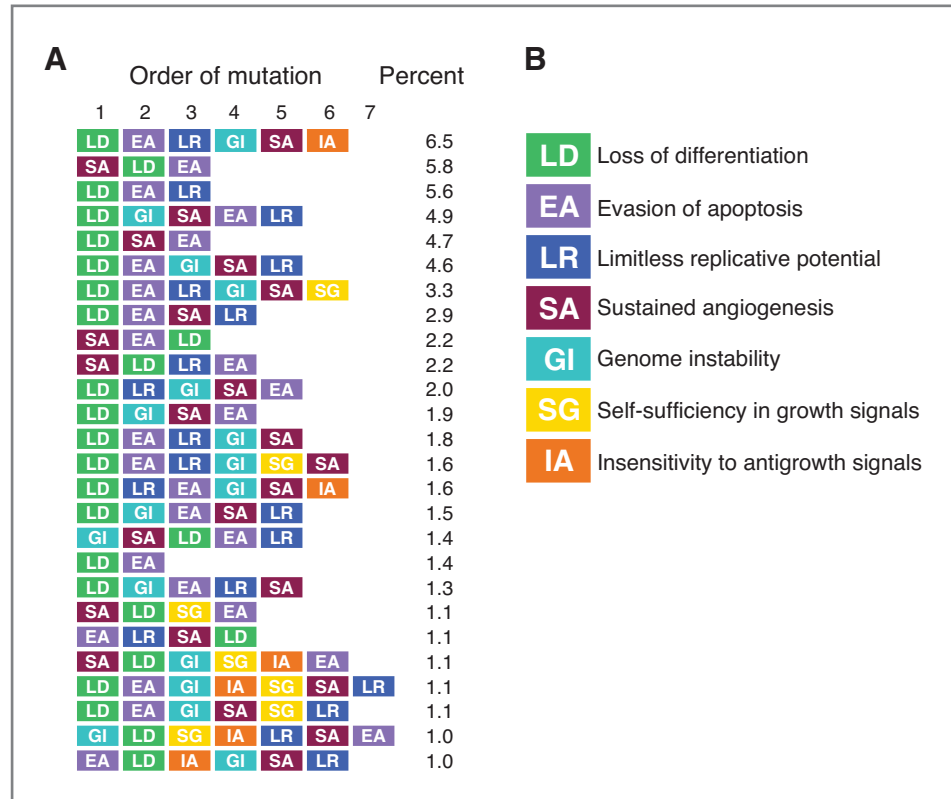 A
B
Order of mutation Percent
1 2 3 4 5 6 7
LD EA LR GI SA IA 6.5
SA LD EA 5.8
LD EA LR 5.6
LD GI SA EA LR 4.9
LD SA EA 4.7
LD EA GI SA LR 4.6
LD EA LR GI SA SG 3.3
LD EA SA LR 2.9
SA EA LD 2.2
SA LD LR EA 2.2
LD LR GI SA EA 2.0
LD GI SA EA 1.9
LD EA LR GI SA 1.8
LD EA LR GI SG SA 1.6
LD LR EA GI SA IA 1.6
LD GI EA SA LR 1.5
GI SA LD EA LR 1.4
LD EA 1.4
LD GI EA LR SA 1.3
SA LD SG EA 1.1
EA LR SA LD 1.1
SA LD GI SG IA EA 1.1
LD EA GI IA SG SA LR 1.1
LD EA GI SA SG LR 1.1
GI LD SG IA LR SA EA 1.0
EA LD IA GI SA LR 1.0
LD Loss of differentiation
EA Evasion of apoptosis
LR Limitless replicative potential
SA Sustained angiogenesis
GI Genome instability
SG Self-sufficiency in growth signals
IA Insensitivity to antigrowth signals